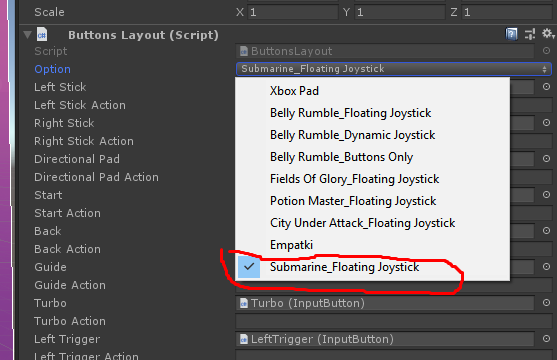 Scale X 1 Y 1 Z 1
Buttons Layout (Script)
Script ButtonsLayout
Option Submarine_Floating Joystick
Left Stick
Xbox Pad
Left Stick Action
Belly Rumble_Floating Joystick
Right Stick
Belly Rumble_Dynamic Joystick
Right Stick Action
Directional Pad
Belly Rumble_Buttons Only
Directional Pad Action
Fields Of Glory_Floating Joystick
Start
Potion Master_Floating Joystick
Start Action
Back
City Under Attack_Floating Joystick
Back Action
Empatki
Guide
Submarine_Floating Joystick
Guide Action
Turbo Turbo (InputButton)
Turbo Action
Left Trigger LeftTrigger (InputButton)
Left Trigger Action